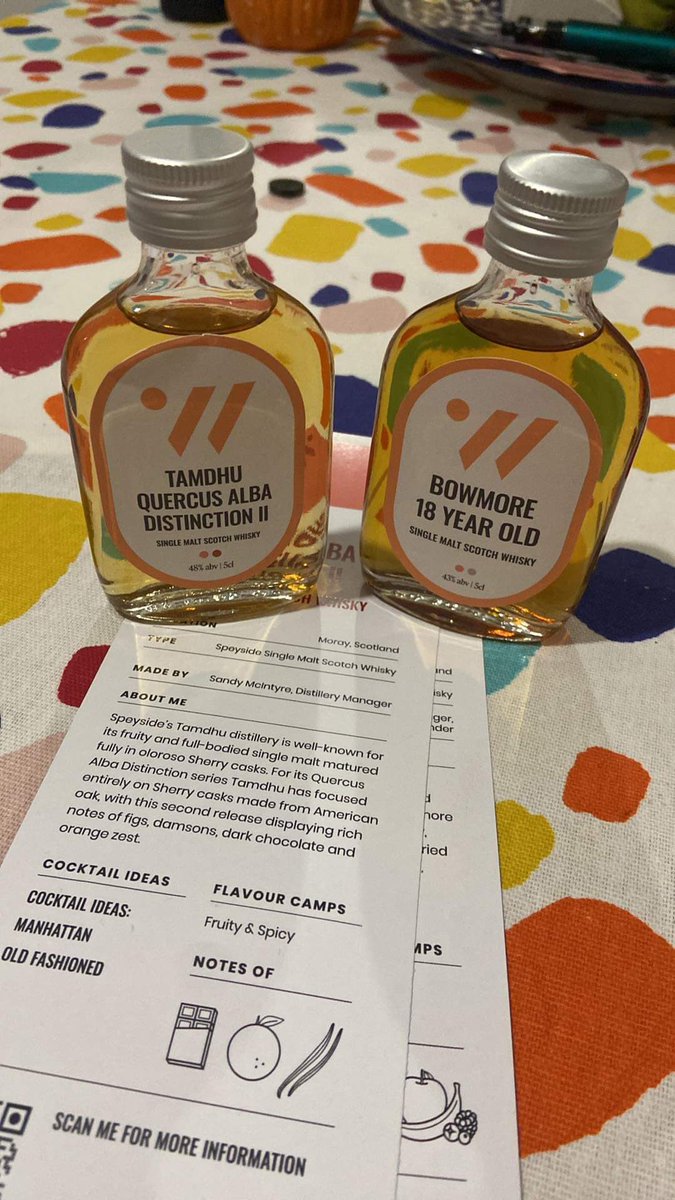 TAMDHU
QUERCUS ALBA
DISTINCTION II
SINGLE MALT SCOTCH WHISKY
48% abv | 5cl
BOWMORE
18 YEAR OLD
SINGLE MALT SCOTCH WHISKY
43% abv | 5cl
ALBA
II
WHISKY
TYPE
Moray, Scotland
Speyside Single Malt Scotch Whisky
MADE BY
Sandy McIntyre, Distillery Manager
ABOUT ME
Speyside's Tamdhu distillery is well-known for
its fruity and full-bodied single malt matured
fully in oloroso Sherry casks. For its Quercus
Alba Distinction series Tamdhu has focused
entirely on Sherry casks made from American
oak, with this second release displaying rich
notes of figs, damsons, dark chocolate and
orange zest.
COCKTAIL IDEAS
COCKTAIL IDEAS:
MANHATTAN
OLD FASHIONED
FLAVOUR CAMPS
Fruity & Spicy
NOTES OF
SCAN ME FOR MORE INFORMATION